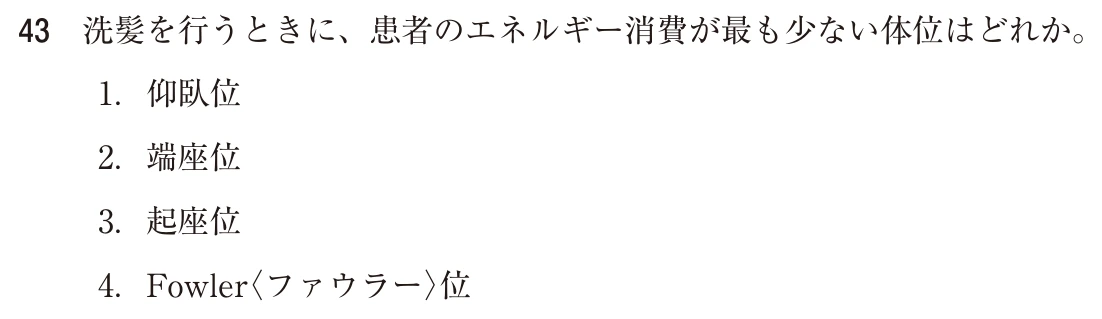 43 洗髪を行うときに、患者のエネルギー消費が最も少ない体位はどれか。
1. 仰臥位
2. 端座位
3. 起座位
4. Fowler〈ファウラー〉位